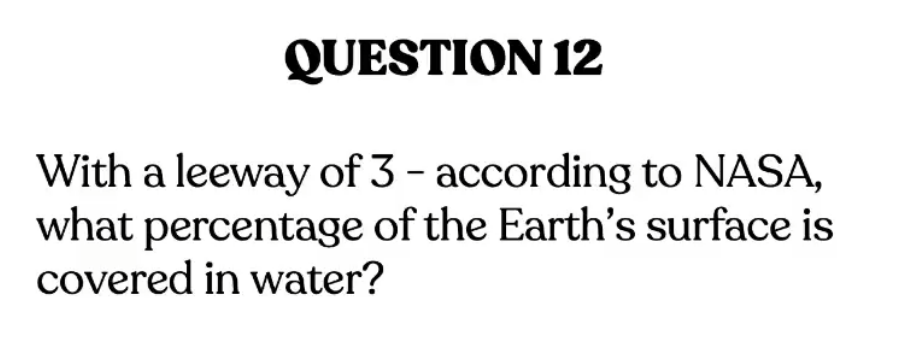 QUESTION 12
With a leeway of 3 - according to NASA,
what percentage of the Earth’s surface is
covered in water?